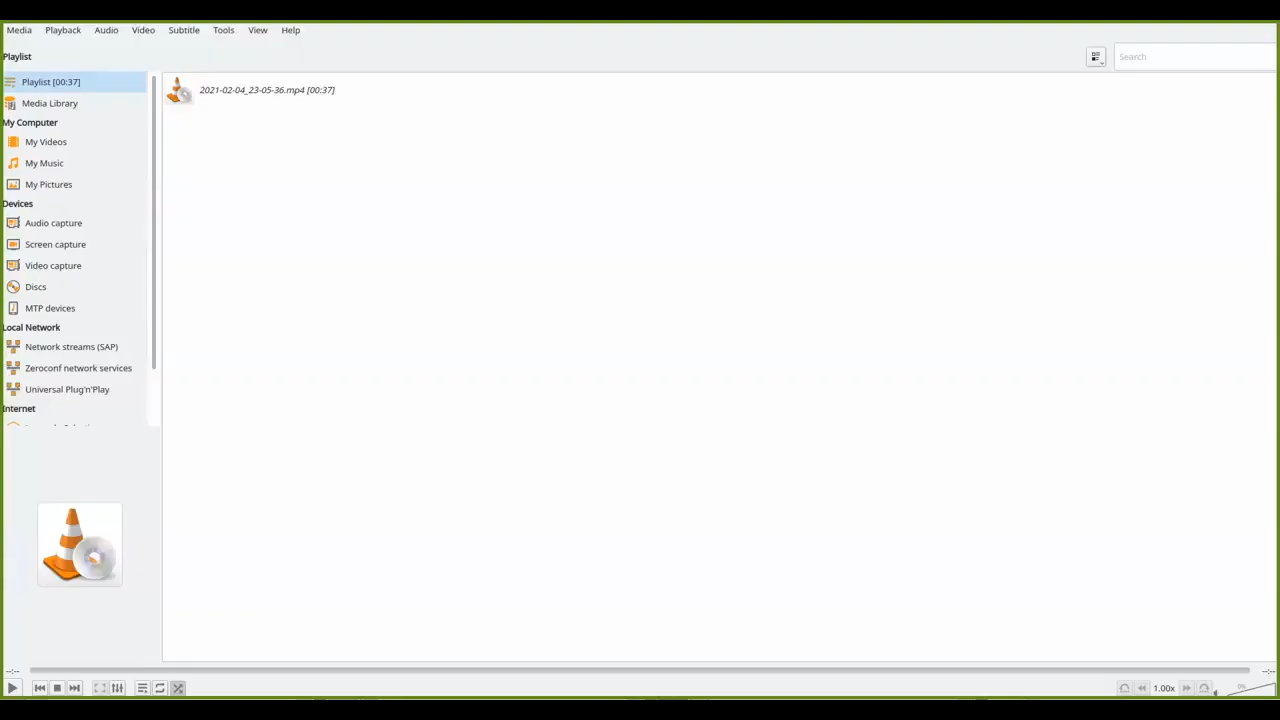 Media Playback Audio Video Subtitle Tools View Help
Playlist
Search
Playlist [00:37]
2021-02-04_23-05-36.mp4 [00:37]
Media Library
My Computer
My Videos
My Music
My Pictures
Devices
Audio capture
Screen capture
Video capture
Discs
MTP devices
Local Network
Network streams (SAP)
Zeroconf network services
Universal Plug'n'Play
Internet
--:--
--:--
1.00x
0%